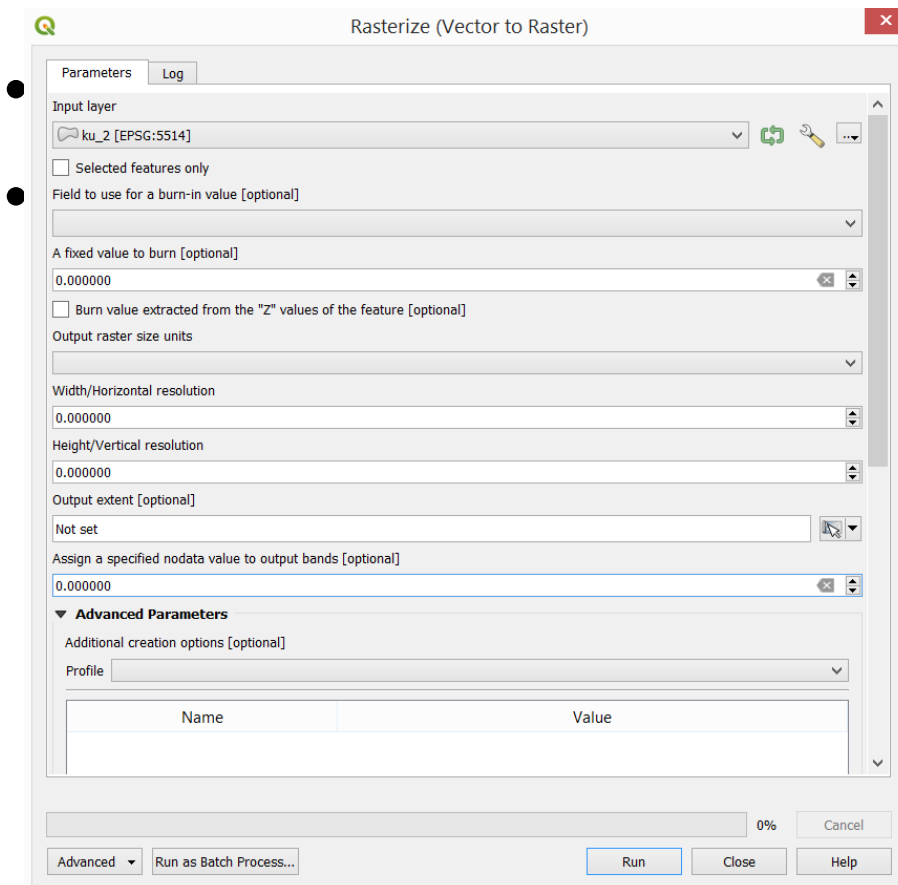 Rasterize (Vector to Raster)
Parameters
Log
Input layer
ku_2 [EPSG:5514]
Selected features only
Field to use for a burn-in value [optional]
A fixed value to burn [optional]
0.000000
Burn value extracted from the "Z" values of the feature [optional]
Output raster size units
Width/Horizontal resolution
0.000000
Height/Vertical resolution
0.000000
Output extent [optional]
Not set
Assign a specified nodata value to output bands [optional]
0.000000
Advanced Parameters
Additional creation options [optional]
Profile
Name Value
0% Cancel
Advanced Run as Batch Process... Run Close Help